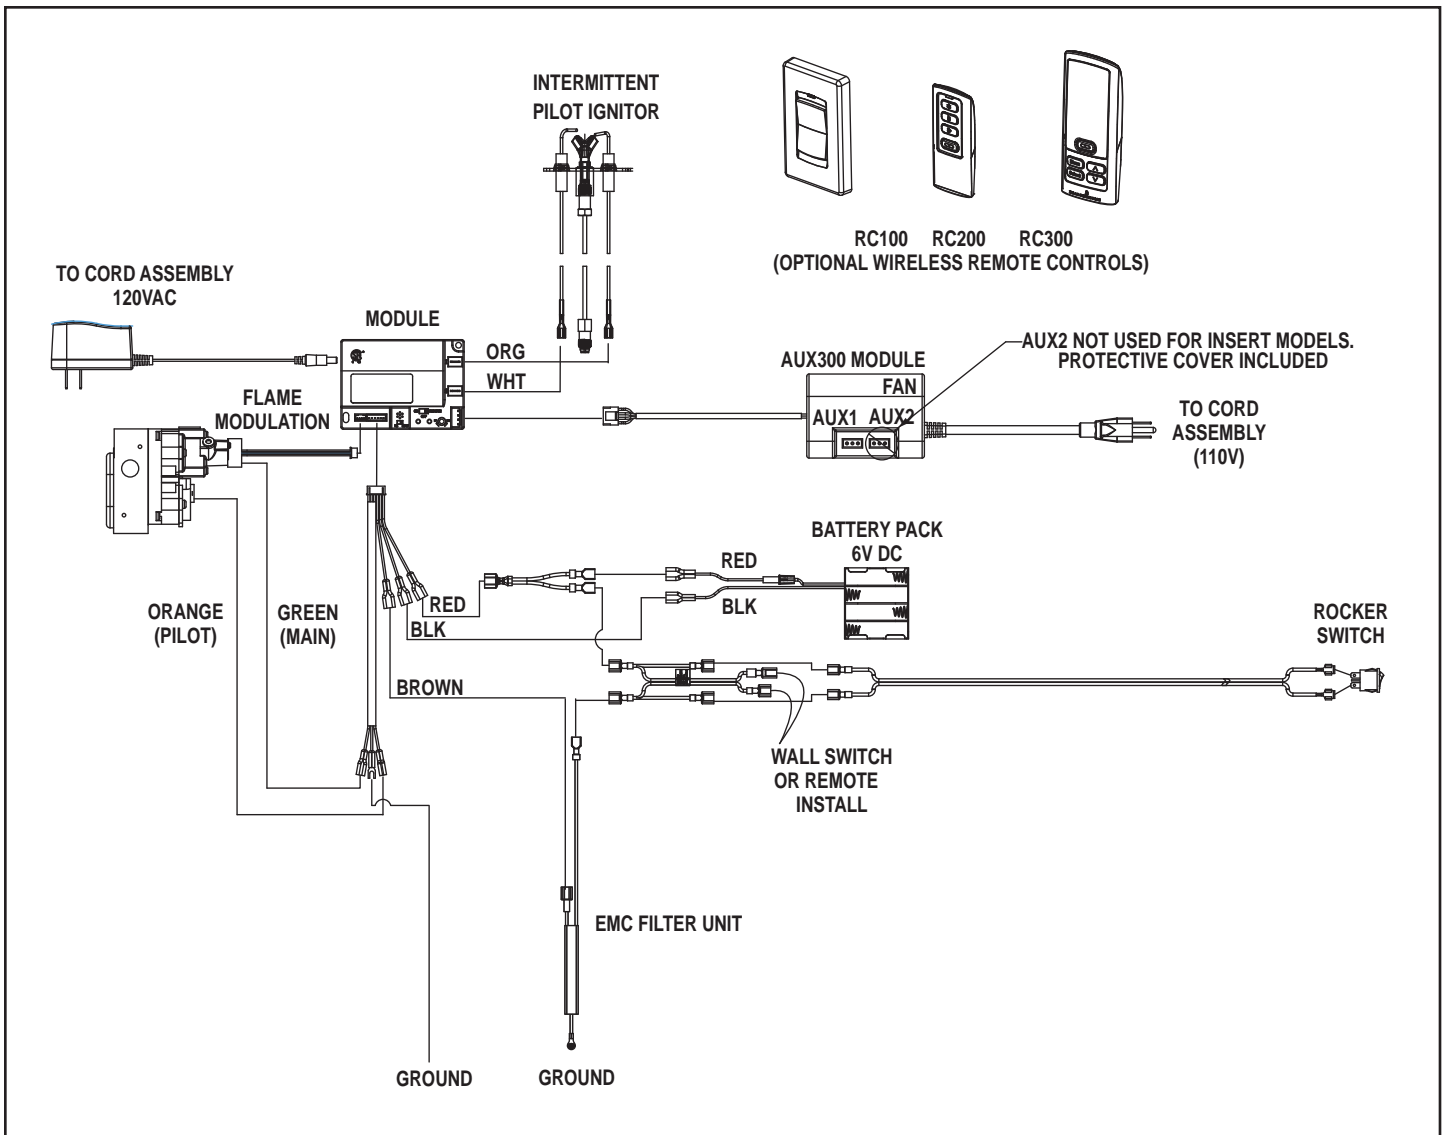 INTERMITTENT
PILOT IGNITOR
RC100 RC200 RC300
(OPTIONAL WIRELESS REMOTE CONTROLS)
TO CORD ASSEMBLY
120VAC
MODULE
ORG
WHT
AUX2 NOT USED FOR INSERT MODELS.
PROTECTIVE COVER INCLUDED
AUX300 MODULE
FAN
AUX1 AUX2
TO CORD
ASSEMBLY
(110V)
FLAME
MODULATION
BATTERY PACK
6V DC
RED
BLK
RED
BLK
ORANGE
(PILOT)
GREEN
(MAIN)
ROCKER
SWITCH
BROWN
WALL SWITCH
OR REMOTE
INSTALL
EMC FILTER UNIT
GROUND
GROUND